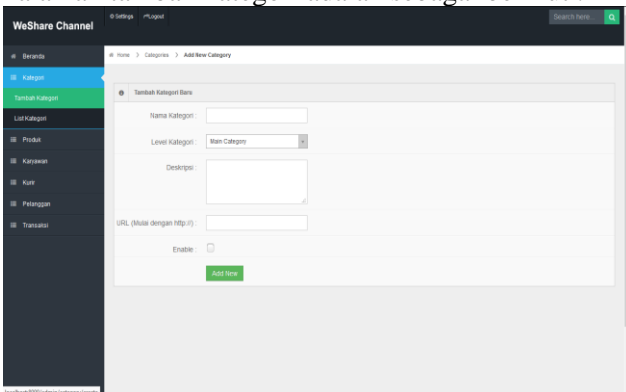 WeShare Channel
Settings Logout
Search here...
Beranda
Home > Categories > Add New Category
Kategori
Tambah Kategori
List Kategori
Produk
Karyawan
Kurir
Pelanggan
Transaksi
Tambah Kategori Baru
Nama Kategori :
Level Kategori : Main Category
Deskripsi :
URL (Mulai dengan http://) :
Enable :
Add New